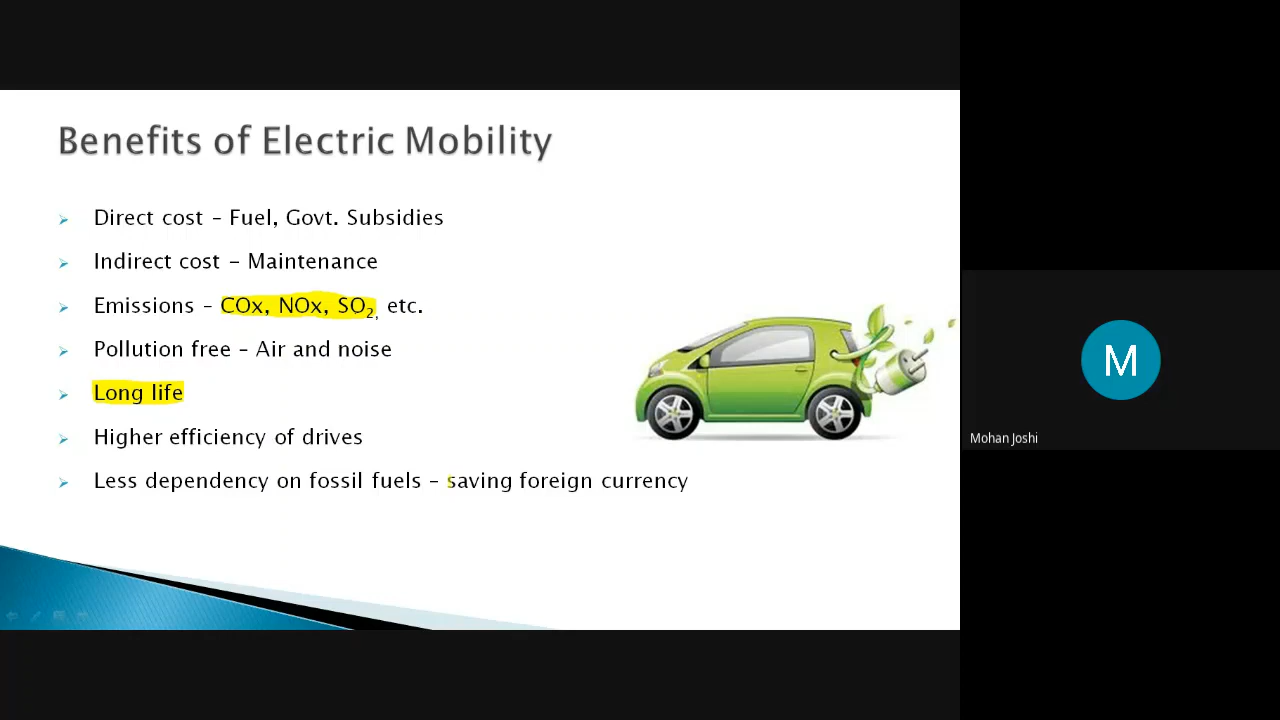 Benefits of Electric Mobility
Direct cost – Fuel, Govt. Subsidies
Indirect cost – Maintenance
Emissions – COx, NOx, SO₂, etc.
Pollution free – Air and noise
Long life
Higher efficiency of drives
Less dependency on fossil fuels – saving foreign currency
M
Mohan Joshi